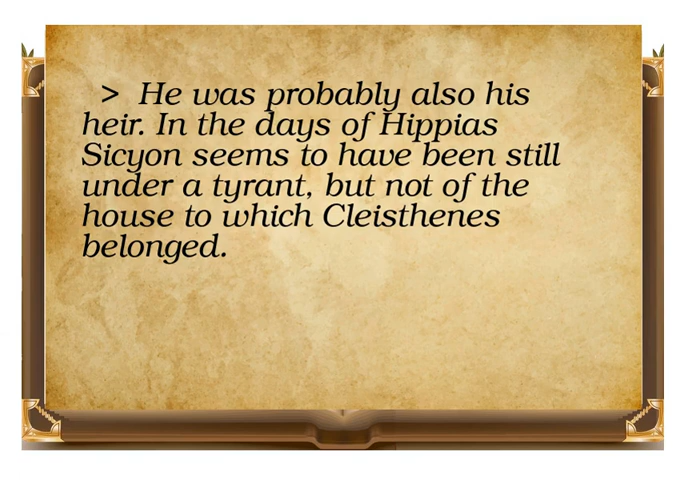 > He was probably also his
heir. In the days of Hippias
Sicyon seems to have been still
under a tyrant, but not of the
house to which Cleisthenes
belonged.